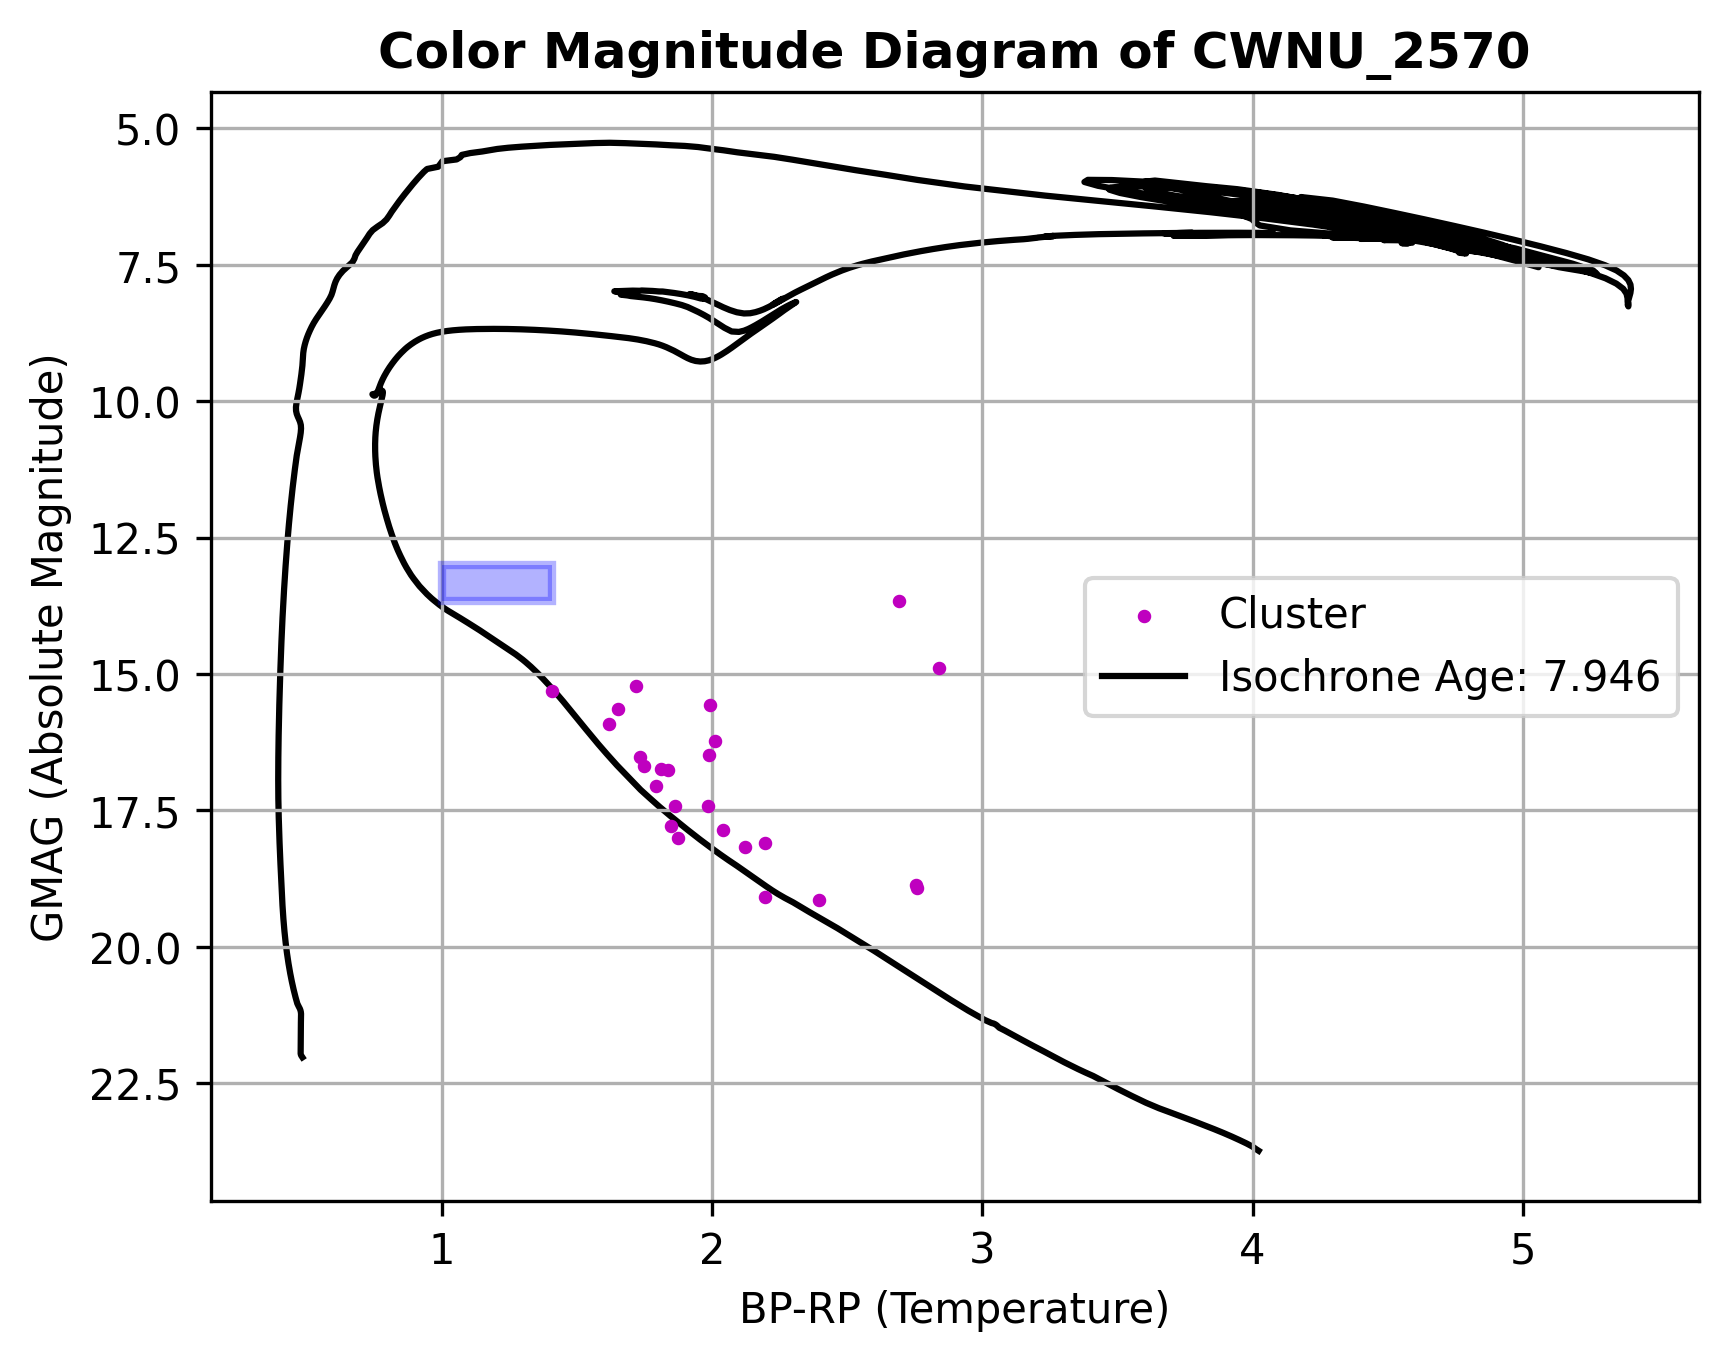 Color Magnitude Diagram of CWNU_2570
GMAG (Absolute Magnitude)
5.0
7.5
10.0
12.5
15.0
17.5
20.0
22.5
Cluster
Isochrone Age: 7.946
1 2 3 4 5
BP-RP (Temperature)